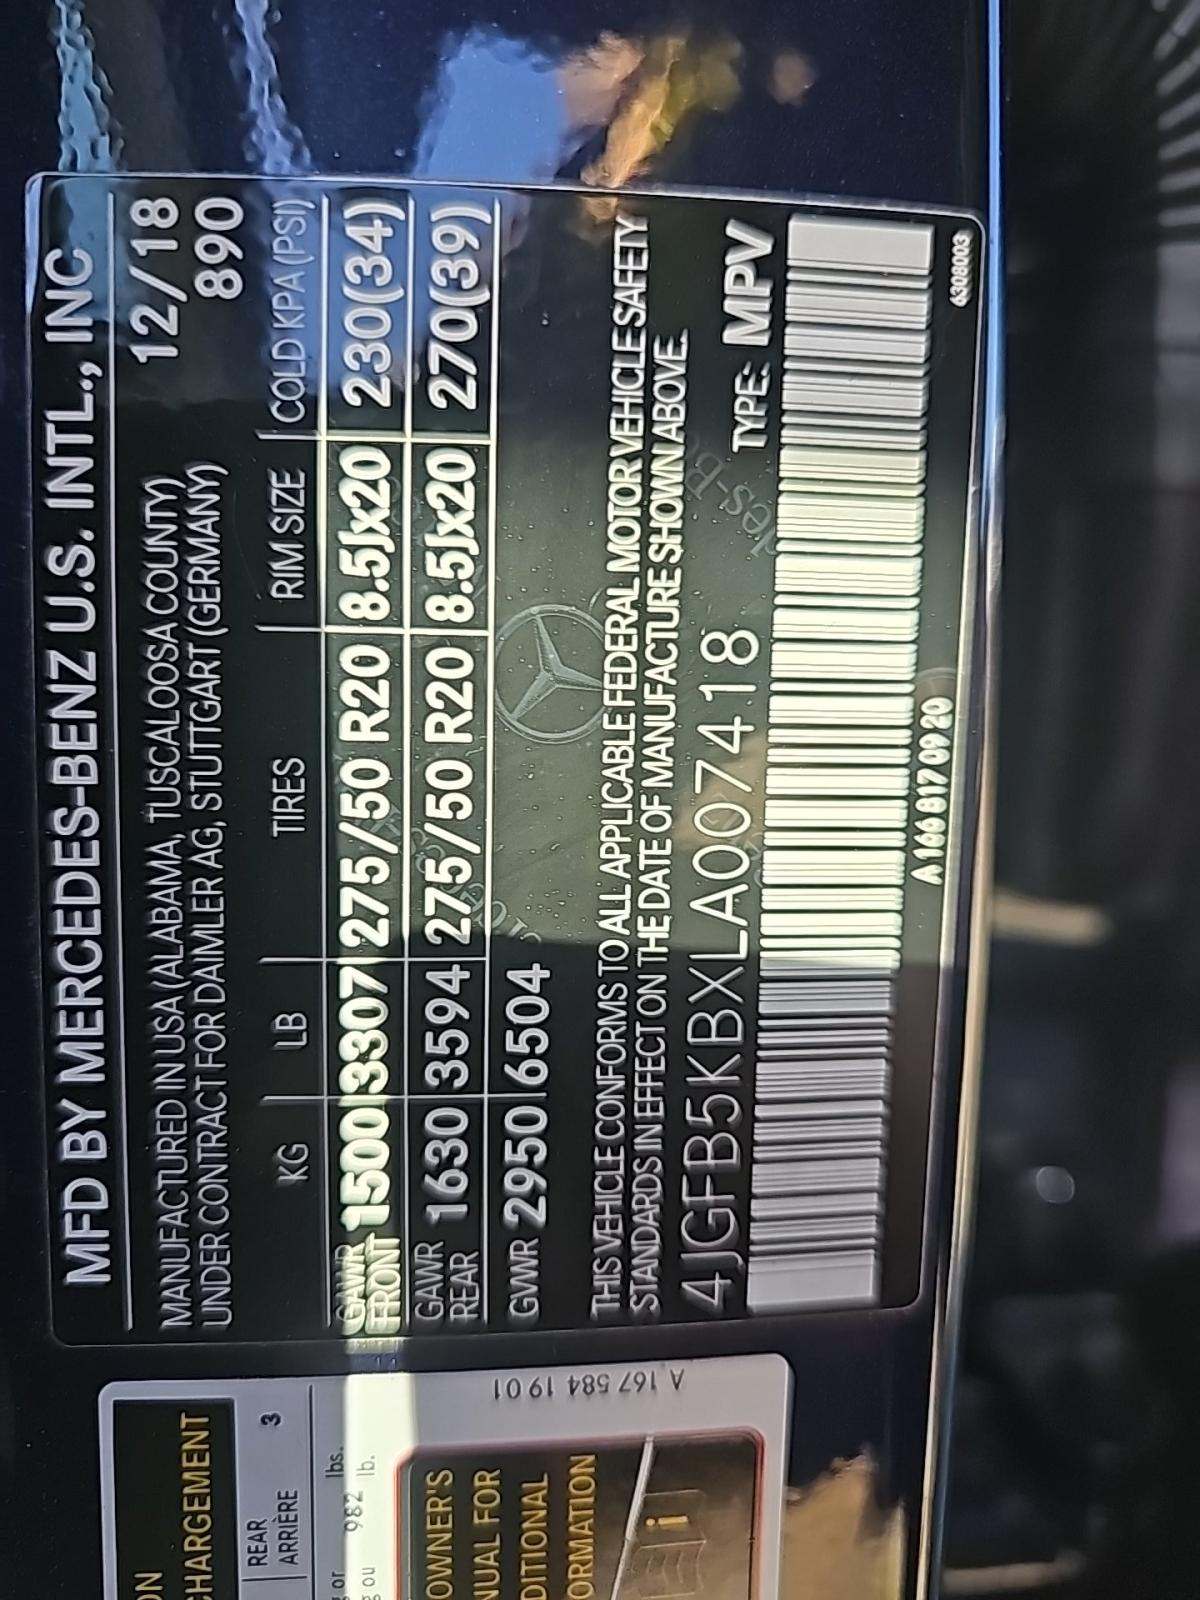 MFD BY MERCEDES-BENZ U.S. INTL., INC
MANUFACTURED IN USA (ALABAMA, TUSCALOOSA COUNTY) 12/18
UNDER CONTRACT FOR DAIMLER AG, STUTTGART (GERMANY) 890
KG LB TIRES RIM SIZE COLD KPA (PSI)
GAWR FRONT 1500 3307 275/50 R20 8.5Jx20 230(34)
GAWR REAR 1630 3594 275/50 R20 8.5Jx20 270(39)
GVWR 2950 6504
THIS VEHICLE CONFORMS TO ALL APPLICABLE FEDERAL MOTOR VEHICLE SAFETY
STANDARDS IN EFFECT ON THE DATE OF MANUFACTURE SHOWN ABOVE.
4JGFB5KBXLA007418 TYPE: MPV
A 166 817 09 20
6308003
CHARGEMENT
REAR
ARRIÈRE 3
982 lbs.
lb.
OWNER'S
FOR
A 167 584 19 01